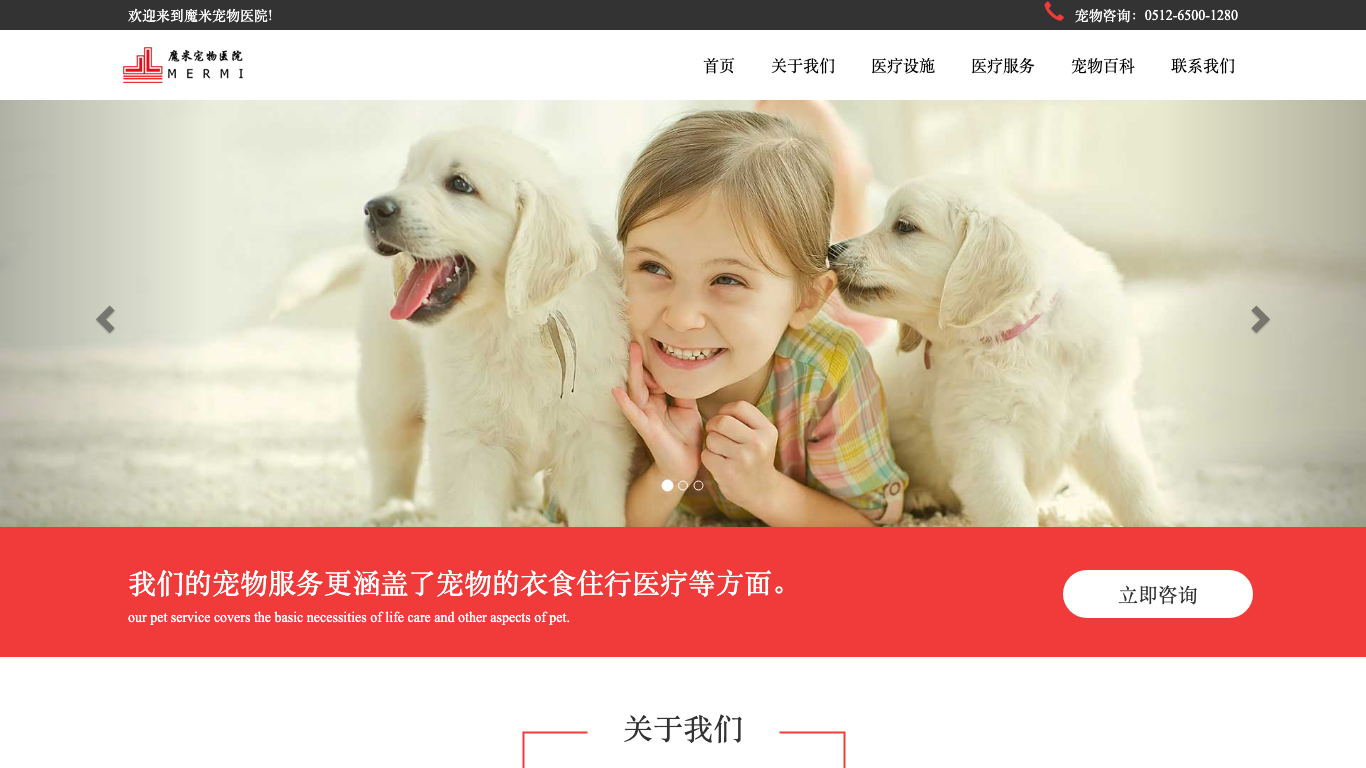 欢迎来到魔米宠物医院!
宠物咨询：0512-6500-1280
魔米宠物医院
MERMI
首页 关于我们 医疗设施 医疗服务 宠物百科 联系我们
我们的宠物服务更涵盖了宠物的衣食住行医疗等方面。
our pet service covers the basic necessities of life care and other aspects of pet.
立即咨询
关于我们